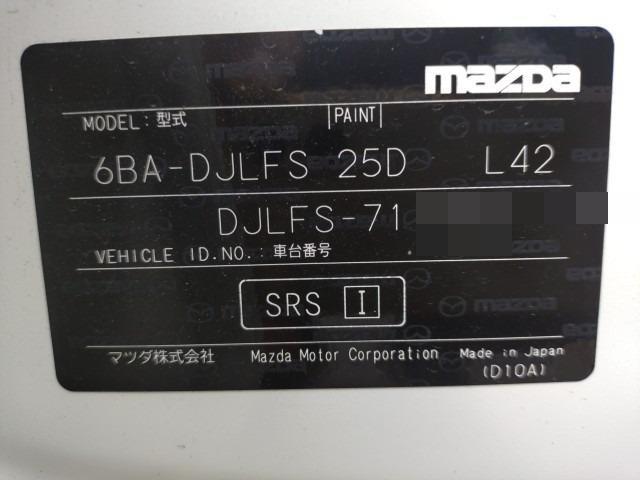 mazda
MODEL: 型式 PAINT
6BA-DJLFS 25D L42
DJLFS-71
VEHICLE ID.NO.: 車台番号
SRS I
マツダ株式会社 Mazda Motor Corporation Made in Japan
(D10A)